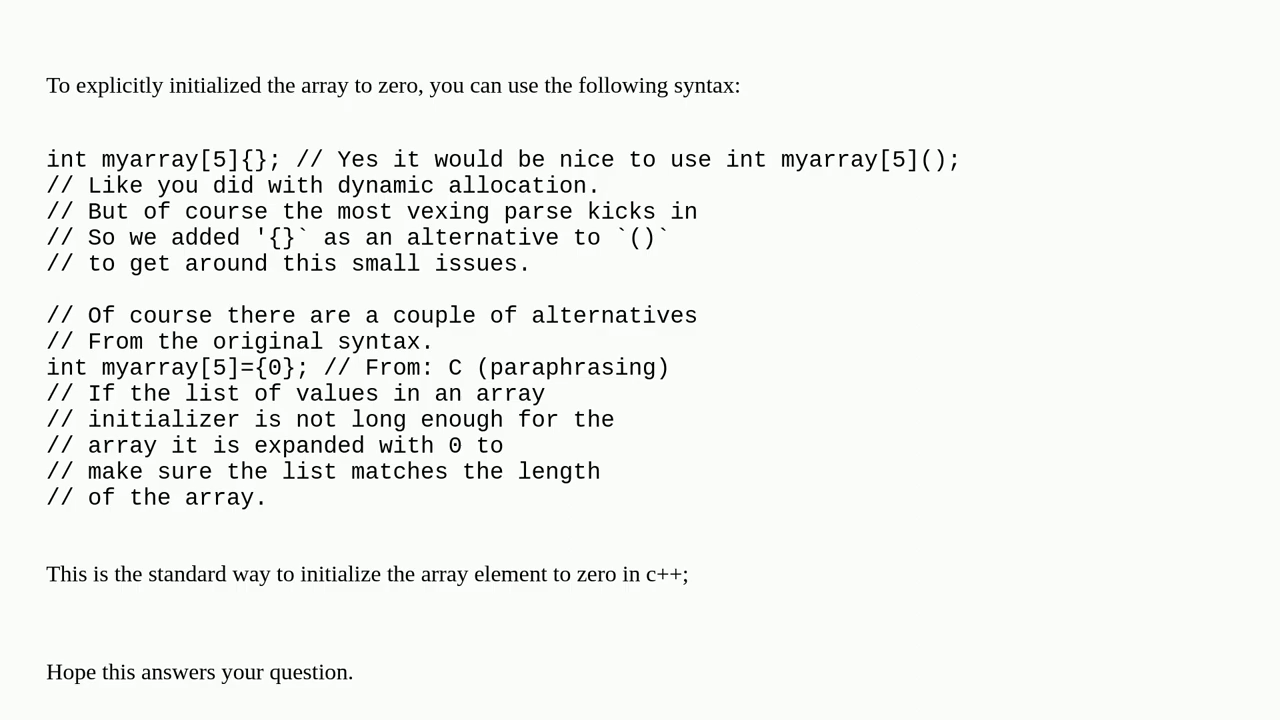 To explicitly initialized the array to zero, you can use the following syntax:
int myarray[5]{}; // Yes it would be nice to use int myarray[5]();
// Like you did with dynamic allocation.
// But of course the most vexing parse kicks in
// So we added '{}` as an alternative to `()`
// to get around this small issues.
// Of course there are a couple of alternatives
// From the original syntax.
int myarray[5]={0}; // From: C (paraphrasing)
// If the list of values in an array
// initializer is not long enough for the
// array it is expanded with 0 to
// make sure the list matches the length
// of the array.
This is the standard way to initialize the array element to zero in c++;
Hope this answers your question.